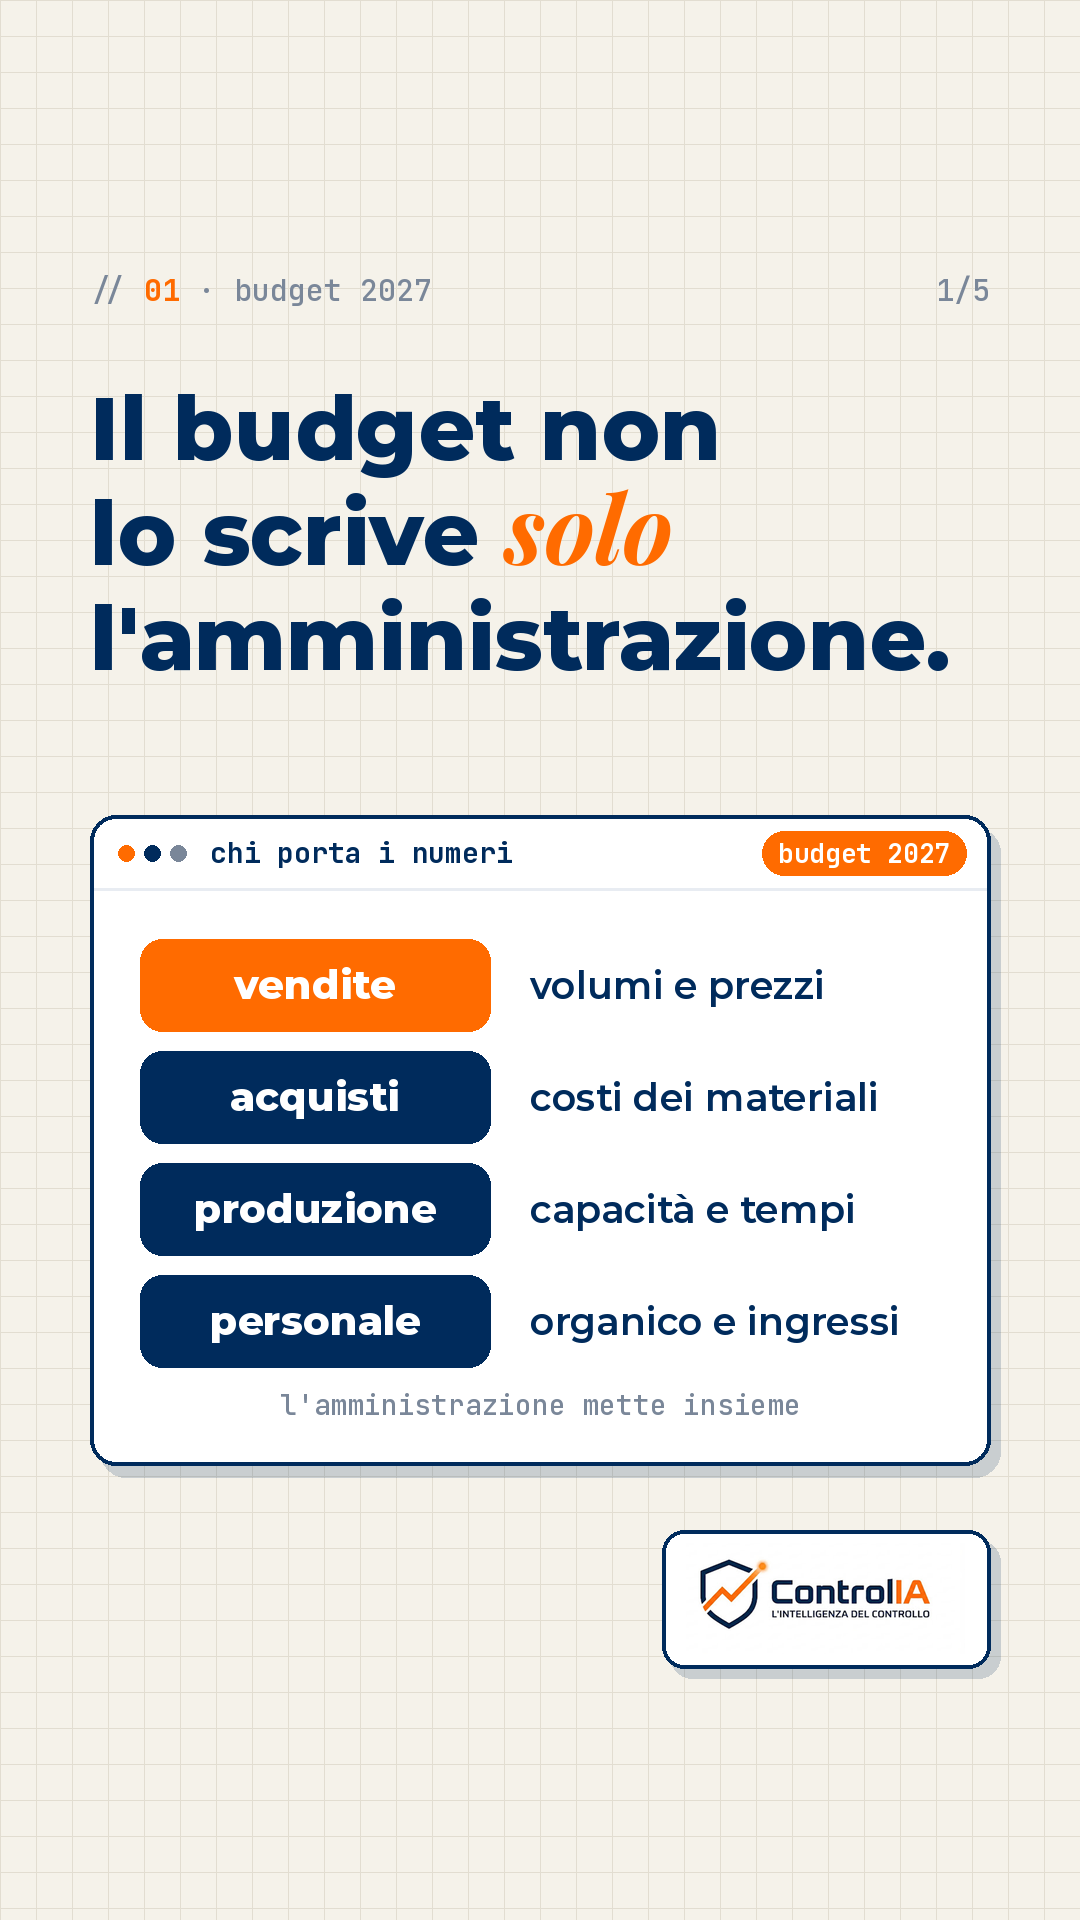 // 01 · budget 2027
1/5
Il budget non
lo scrive solo
l'amministrazione.
chi porta i numeri
budget 2027
vendite
volumi e prezzi
acquisti
costi dei materiali
produzione
capacità e tempi
personale
organico e ingressi
l'amministrazione mette insieme
ControlIA
L'INTELLIGENZA DEL CONTROLLO